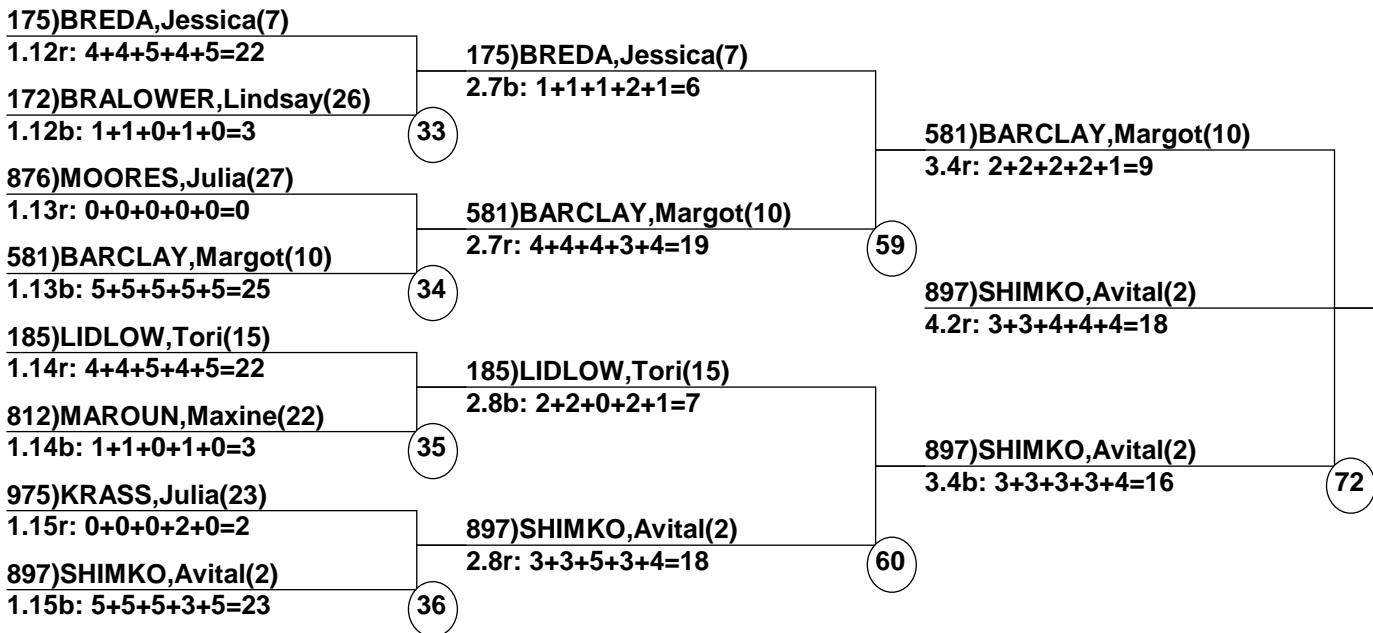 175)BREDA,Jessica(7)
1.12r: 4+4+5+4+5=22
172)BRALOWER,Lindsay(26)
1.12b: 1+1+0+1+0=3
33
876)MOORES,Julia(27)
1.13r: 0+0+0+0+0=0
581)BARCLAY,Margot(10)
1.13b: 5+5+5+5+5=25
34
185)LIDLOW,Tori(15)
1.14r: 4+4+5+4+5=22
812)MAROUN,Maxine(22)
1.14b: 1+1+0+1+0=3
35
975)KRASS,Julia(23)
1.15r: 0+0+0+2+0=2
897)SHIMKO,Avital(2)
1.15b: 5+5+5+3+5=23
36
175)BREDA,Jessica(7)
2.7b: 1+1+1+2+1=6
581)BARCLAY,Margot(10)
2.7r: 4+4+4+3+4=19
59
185)LIDLOW,Tori(15)
2.8b: 2+2+0+2+1=7
897)SHIMKO,Avital(2)
2.8r: 3+3+5+3+4=18
60
581)BARCLAY,Margot(10)
3.4r: 2+2+2+2+1=9
897)SHIMKO,Avital(2)
4.2r: 3+3+4+4+4=18
897)SHIMKO,Avital(2)
3.4b: 3+3+3+3+4=16
72